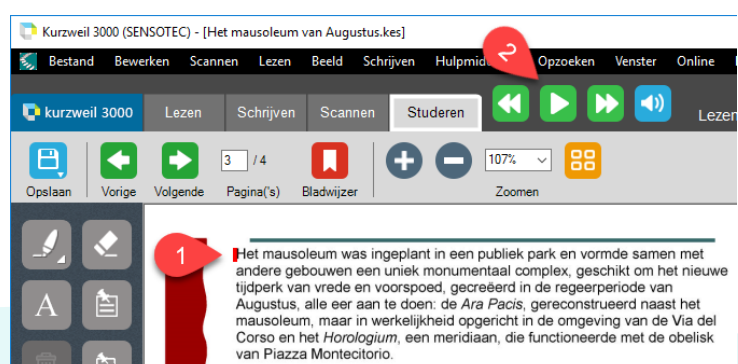 Kurzweil 3000 (SENSOTEC) - [Het mausoleum van Augustus.kes]
Bestand Bewerken Scannen Lezen Beeld Schrijven Opzoeken Venster Online
2
kurzweil 3000 Lezen Schrijven Scannen Studeren
3 / 4 107%
Opslaan Vorige Volgende Pagina('s) Bladwijzer Zoomen
1
Het mausoleum was ingeplant in een publiek park en vormde samen met
andere gebouwen een uniek monumentaal complex, geschikt om het nieuwe
tijdperk van vrede en voorspoed, gecreëerd in de regeerperiode van
Augustus, alle eer aan te doen: de Ara Pacis, gereconstrueerd naast het
mausoleum, maar in werkelijkheid opgericht in de omgeving van de Via del
A
Corso en het Horologium, een meridiaan, die functioneerde met de obelisk
van Piazza Montecitorio.